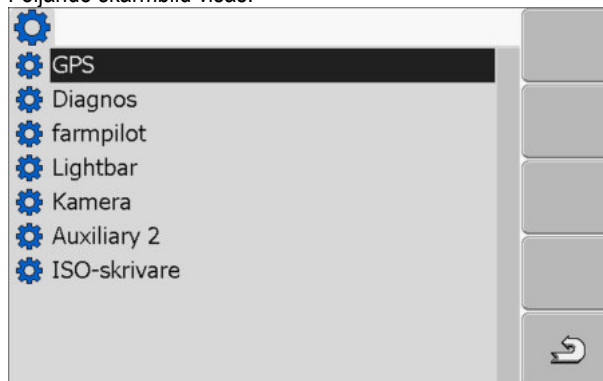 Följande skärmbild visas:
GPS
Diagnos
farmpilot
Lightbar
Kamera
Auxiliary 2
ISO-skrivare